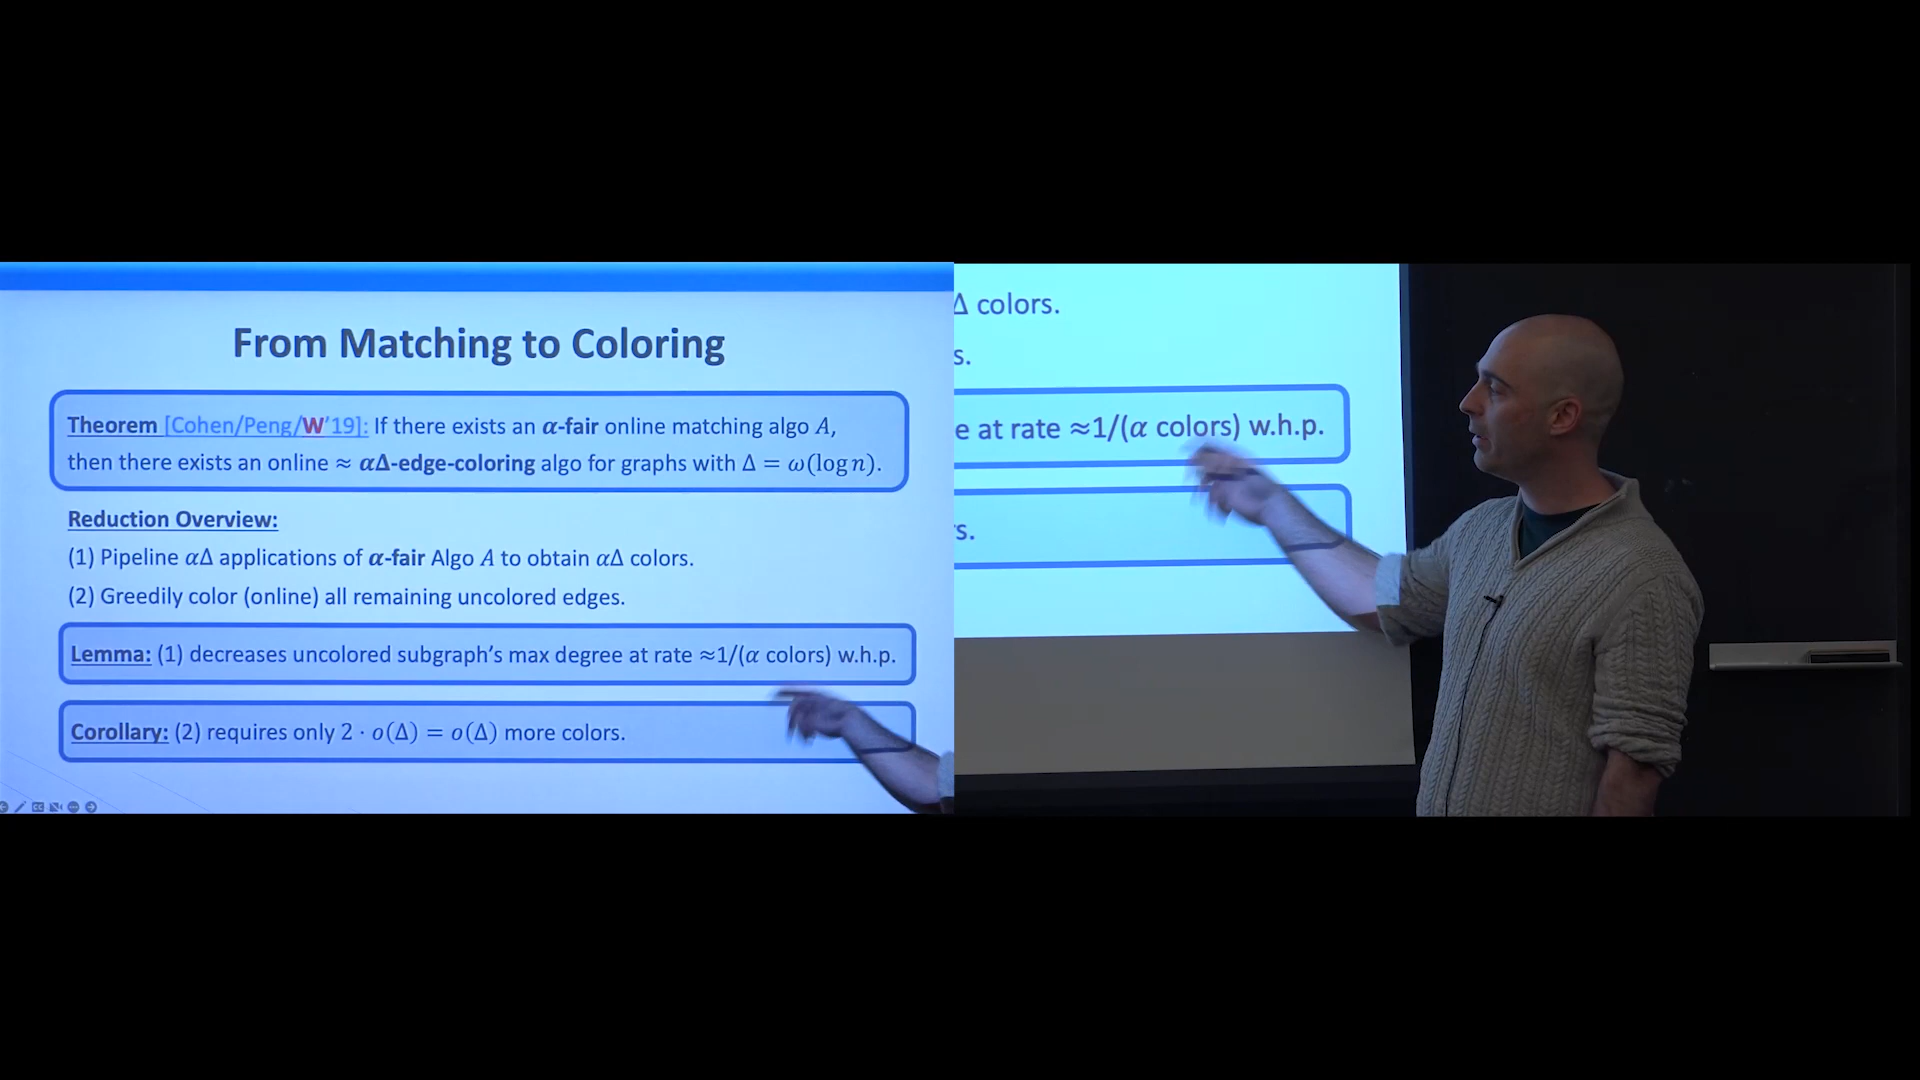 From Matching to Coloring
Theorem [Cohen/Peng/W'19]: If there exists an α-fair online matching algo A,
then there exists an online ≈ αΔ-edge-coloring algo for graphs with Δ = ω(log n).
Reduction Overview:
(1) Pipeline αΔ applications of α-fair Algo A to obtain αΔ colors.
(2) Greedily color (online) all remaining uncolored edges.
Lemma: (1) decreases uncolored subgraph's max degree at rate ≈1/(α colors) w.h.p.
Corollary: (2) requires only 2 · o(Δ) = o(Δ) more colors.
Δ colors.
s.
e at rate ≈1/(α colors) w.h.p.
s.